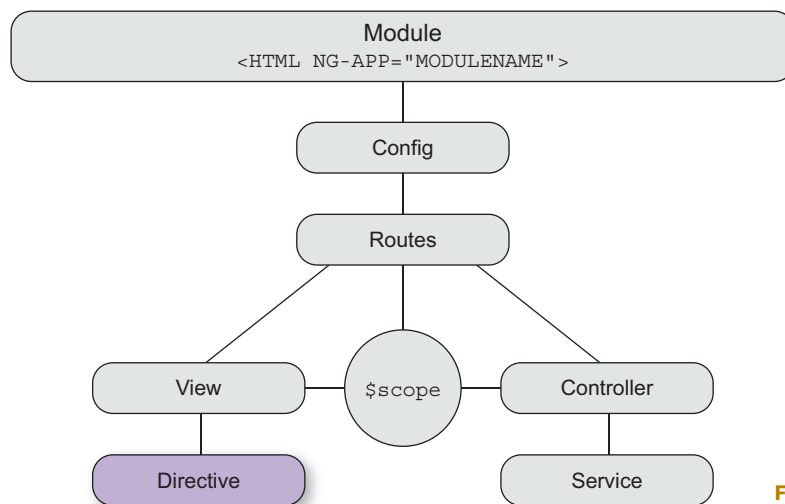 Module
<HTML NG-APP="MODULENAME">
Config
Routes
View
$scope
Controller
Directive
Service
F